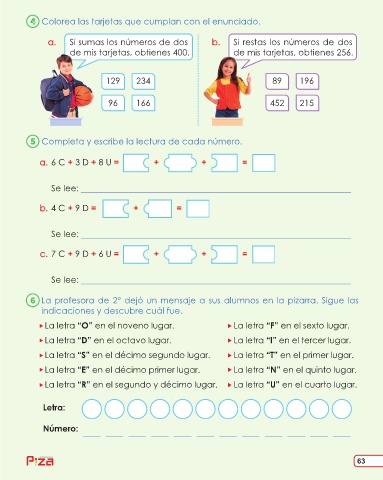 4 Colorea las tarjetas que cumplan con el enunciado.
a. Si sumas los números de dos
de mis tarjetas, obtienes 400.
129 234
96 166
b. Si restas los números de dos
de mis tarjetas, obtienes 256.
89 196
452 215
5 Completa y escribe la lectura de cada número.
a. 6 C + 3 D + 8 U = + + =
Se lee:
b. 4 C + 9 D = + =
Se lee:
c. 7 C + 9 D + 6 U = + + =
Se lee:
6 La profesora de 2° dejó un mensaje a sus alumnos en la pizarra. Sigue las
indicaciones y descubre cuál fue.
La letra “O” en el noveno lugar.
La letra “D” en el octavo lugar.
La letra “S” en el décimo segundo lugar.
La letra “E” en el décimo primer lugar.
La letra “R” en el segundo y décimo lugar.
La letra “F” en el sexto lugar.
La letra “I” en el tercer lugar.
La letra “T” en el primer lugar.
La letra “N” en el quinto lugar.
La letra “U” en el cuarto lugar.
Letra:
Número:
P:za
63